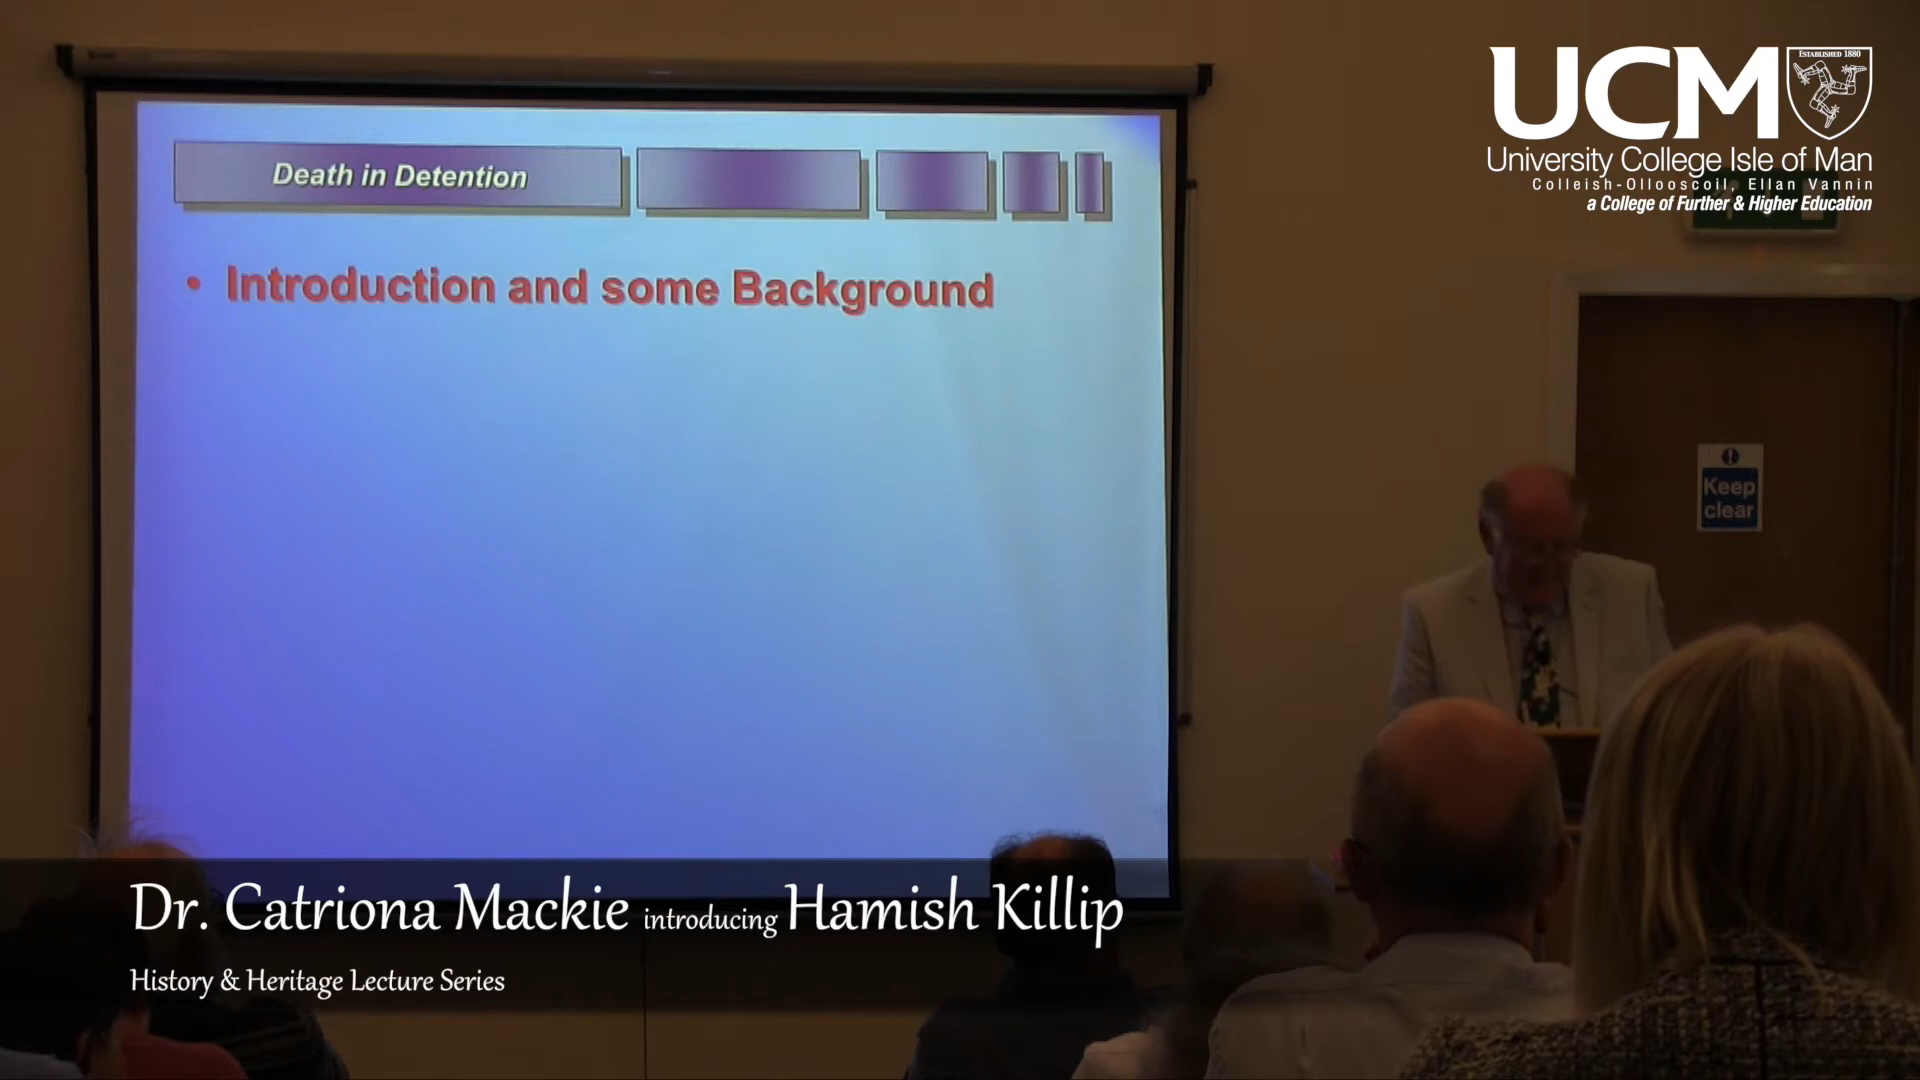 Death in Detention
• Introduction and some Background
ESTABLISHED 1880
UCM
University College Isle of Man
Colleish-Ollooscoil, Ellan Vannin
a College of Further & Higher Education
Keep
clear
Dr. Catriona Mackie introducing Hamish Killip
History & Heritage Lecture Series